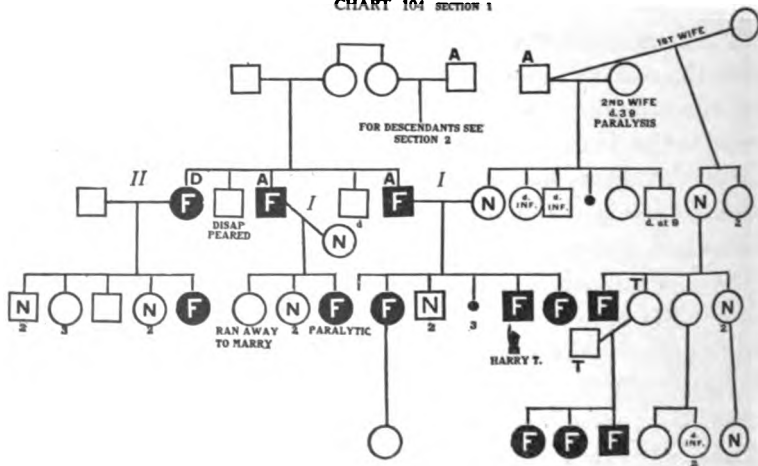 CHART 104 SECTION 1
1ST WIFE
A
A
2ND WIFE
d.39
PARALYSIS
FOR DESCENDANTS SEE
SECTION 2
II
D
A
A
I
F
F
I
d
F
N
d.
INF.
d.
INF.
d. at 9
N
2
DISAP
PEARED
N
N
2
3
N
2
F
N
2
F
F
N
2
3
F
F
F
T
N
2
RAN AWAY
TO MARRY
PARALYTIC
HARRY T.
T
F
F
F
d.
INF.
2
N